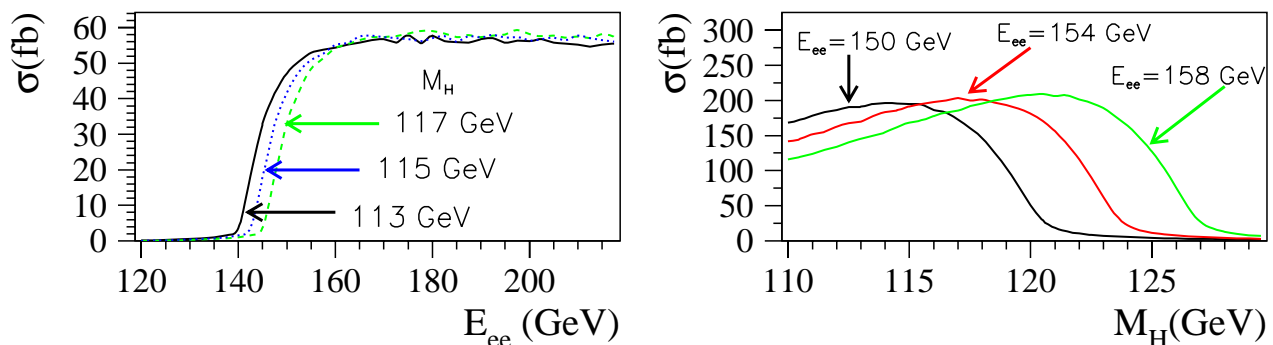 σ(fb)
60
50
40
30
20
10
0
M_H
117 GeV
115 GeV
113 GeV
120 140 160 180 200
E_ee (GeV)
σ(fb)
300
250
200
150
100
50
0
E_ee=150 GeV
E_ee=154 GeV
E_ee=158 GeV
110 115 120 125
M_H(GeV)